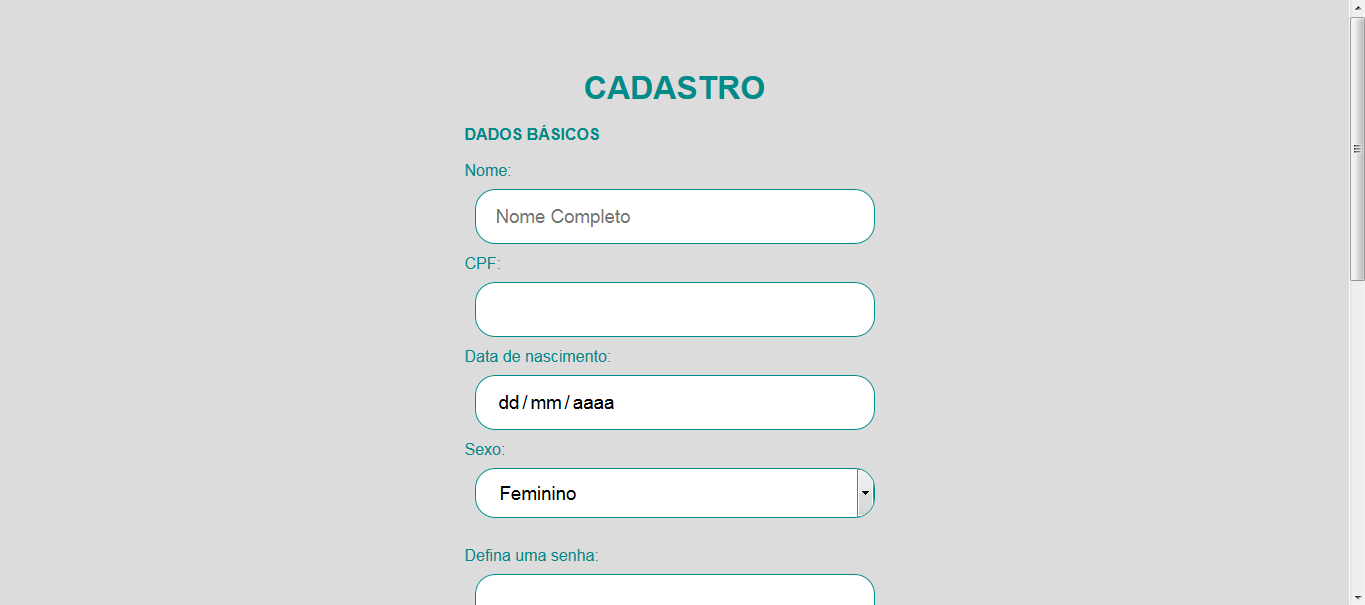 CADASTRO
DADOS BÁSICOS
Nome:
Nome Completo
CPF:
Data de nascimento:
dd/mm/aaaa
Sexo:
Feminino
Defina uma senha: